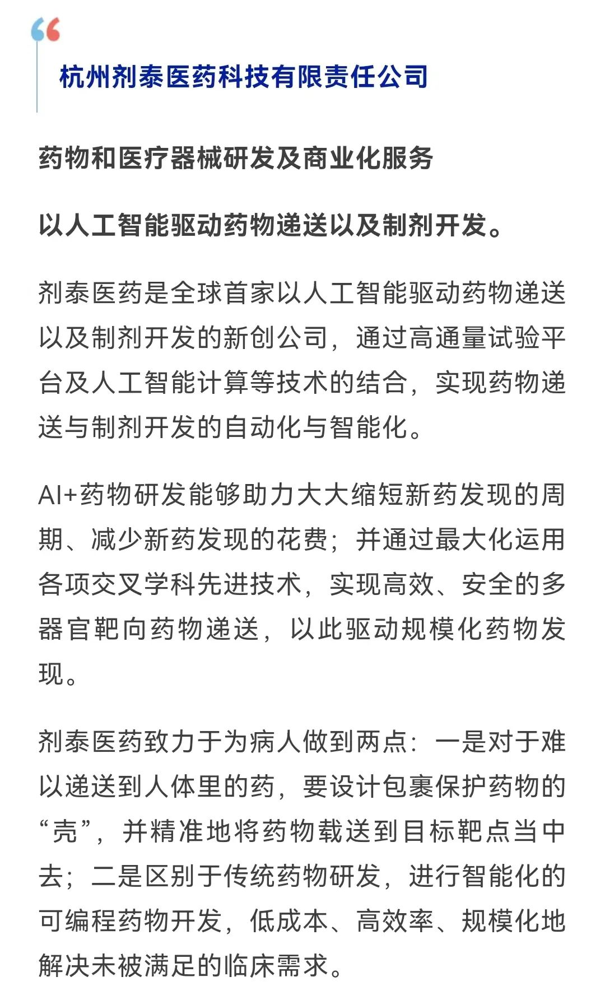 杭州剂泰医药科技有限责任公司
药物和医疗器械研发及商业化服务
以人工智能驱动药物递送以及制剂开发。
剂泰医药是全球首家以人工智能驱动药物递送
以及制剂开发的新创公司，通过高通量试验平
台及人工智能计算等技术的结合，实现药物递
送与制剂开发的自动化与智能化。
AI+药物研发能够助力大大缩短新药发现的周
期、减少新药发现的花费；并通过最大化运用
各项交叉学科先进技术，实现高效、安全的多
器官靶向药物递送，以此驱动规模化药物发
现。
剂泰医药致力于为病人做到两点：一是对于难
以递送到人体里的药，要设计包裹保护药物的
“壳”，并精准地将药物载送到目标靶点当中
去；二是区别于传统药物研发，进行智能化的
可编程药物开发，低成本、高效率、规模化地
解决未被满足的临床需求。